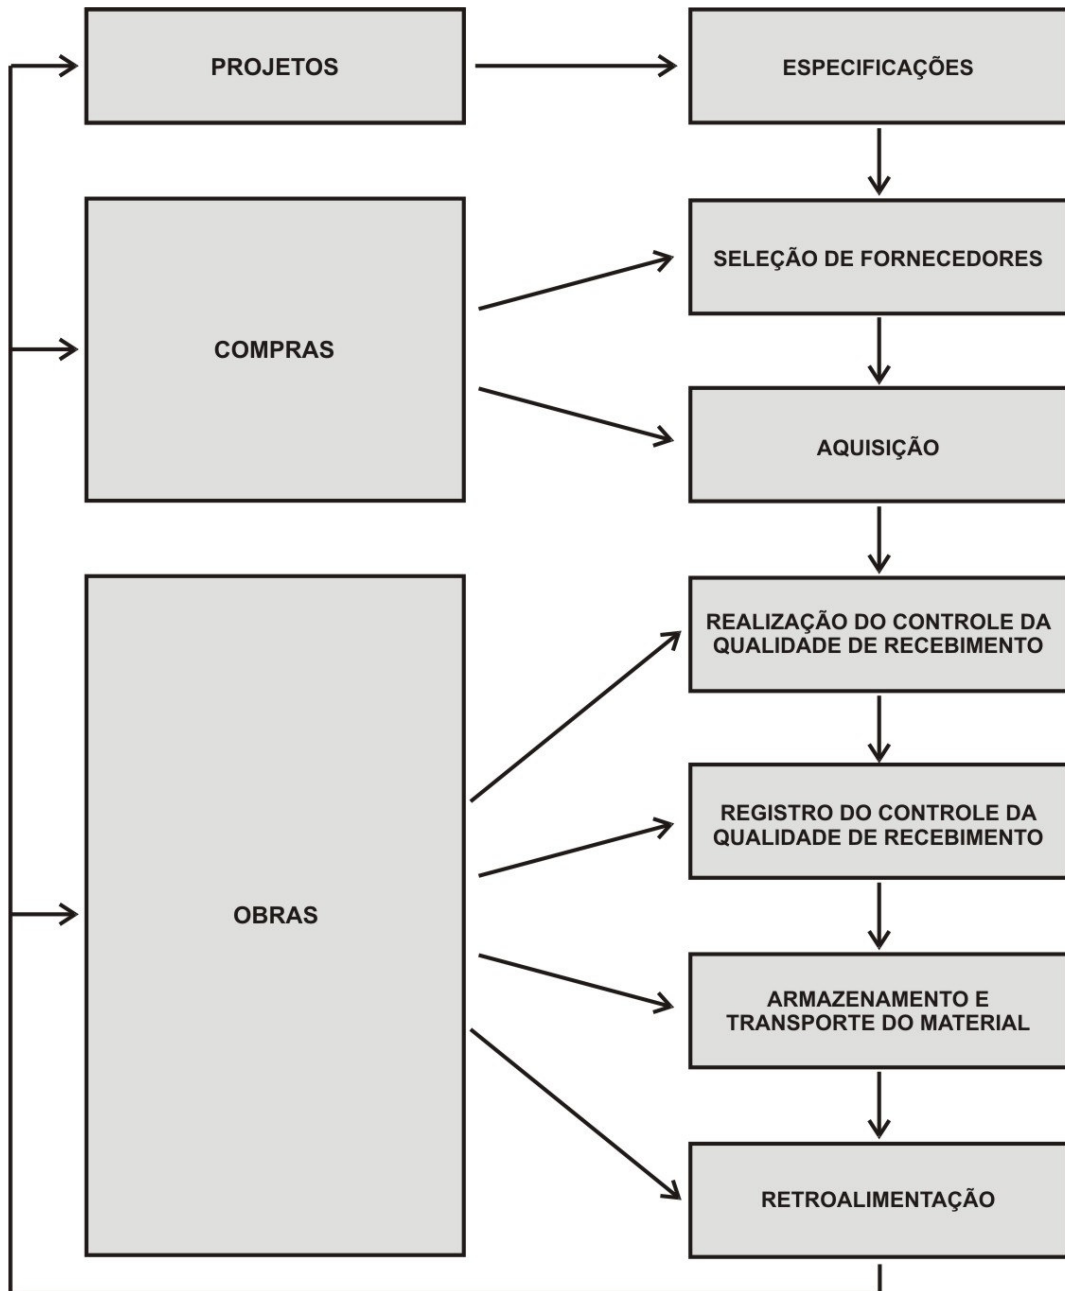 PROJETOS
ESPECIFICAÇÕES
SELEÇÃO DE FORNECEDORES
COMPRAS
AQUISIÇÃO
REALIZAÇÃO DO CONTROLE DA
QUALIDADE DE RECEBIMENTO
REGISTRO DO CONTROLE DA
QUALIDADE DE RECEBIMENTO
OBRAS
ARMAZENAMENTO E
TRANSPORTE DO MATERIAL
RETROALIMENTAÇÃO